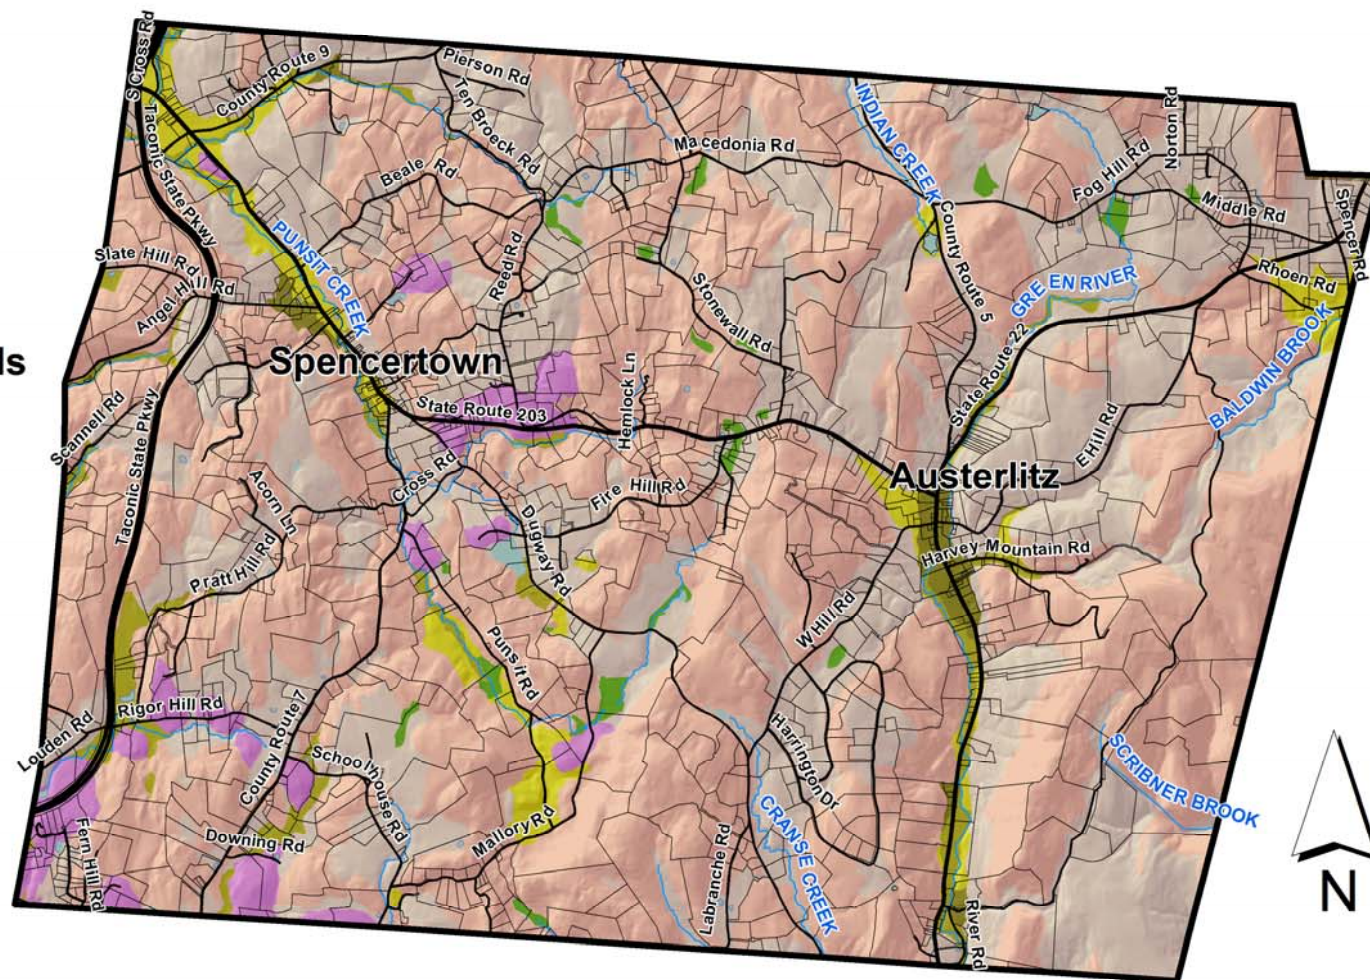 S Cross Rd
County Route 9
Pierson Rd
Ten Broeck Rd
Taconic State Pkwy
Macedonia Rd
INDIAN CREEK
Norton Rd
Fog Hill Rd
Middle Rd
Spencer Rd
Beale Rd
PUNSIT CREEK
Slate Hill Rd
Angel Hill Rd
Reed Rd
County Route 5
GREEN RIVER
Rhoen Rd
Stonewall Rd
State Route 22
BALDWIN BROOK
ls
Spencertown
State Route 203
Hemlock Ln
Scannell Rd
Taconic State Pkwy
E Hill Rd
Cross Rd
Austerlitz
Acorn Ln
Fire Hill Rd
Dugway Rd
Harvey Mountain Rd
Pratt Hill Rd
W Hill Rd
Punsit Rd
Rigor Hill Rd
Louden Rd
County Route 7
Schoolhouse Rd
Harrington Dr
SCRIBNER BROOK
Mallory Rd
CRANSE CREEK
Downing Rd
Fern Hill Rd
Labranche Rd
River Rd
N